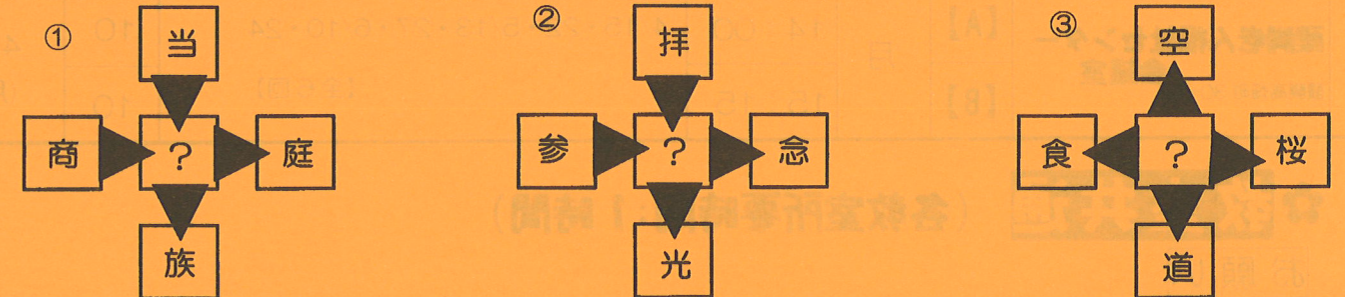 ① 当
商 ? 庭
族
② 拝
参 ? 念
光
③ 空
食 ? 桜
道